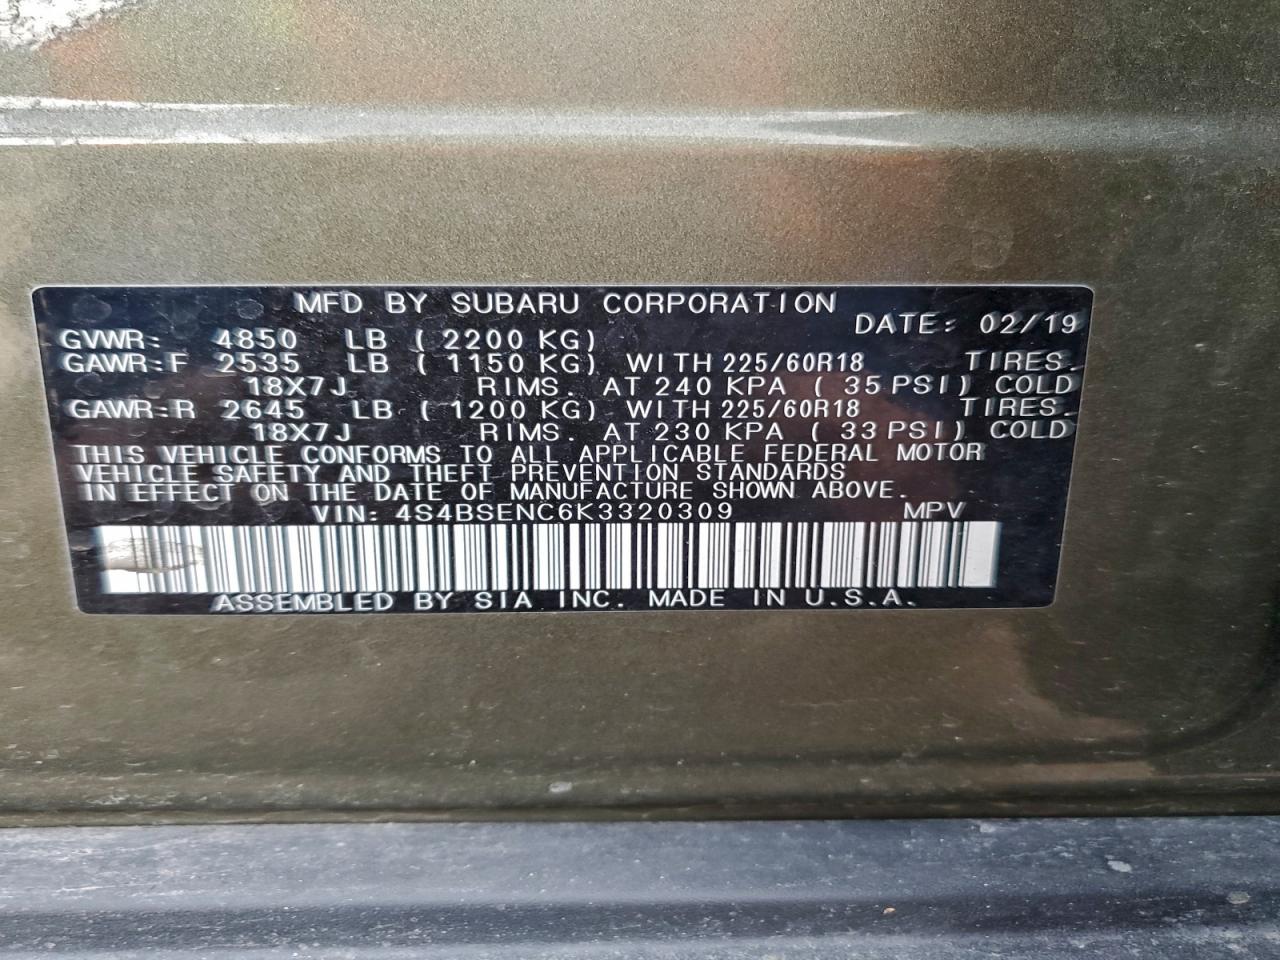 MFD BY SUBARU CORPORATION
DATE: 02/19
GVWR: 4850 LB ( 2200 KG)
GAWR:F 2535 LB ( 1150 KG) WITH 225/60R18 TIRES.
18X7J RIMS. AT 240 KPA ( 35 PSI) COLD
GAWR:R 2645 LB ( 1200 KG) WITH 225/60R18 TIRES.
18X7J RIMS. AT 230 KPA ( 33 PSI) COLD
THIS VEHICLE CONFORMS TO ALL APPLICABLE FEDERAL MOTOR
VEHICLE SAFETY AND THEFT PREVENTION STANDARDS
IN EFFECT ON THE DATE OF MANUFACTURE SHOWN ABOVE.
VIN: 4S4BSENC6K3320309 MPV
ASSEMBLED BY SIA INC. MADE IN U.S.A.